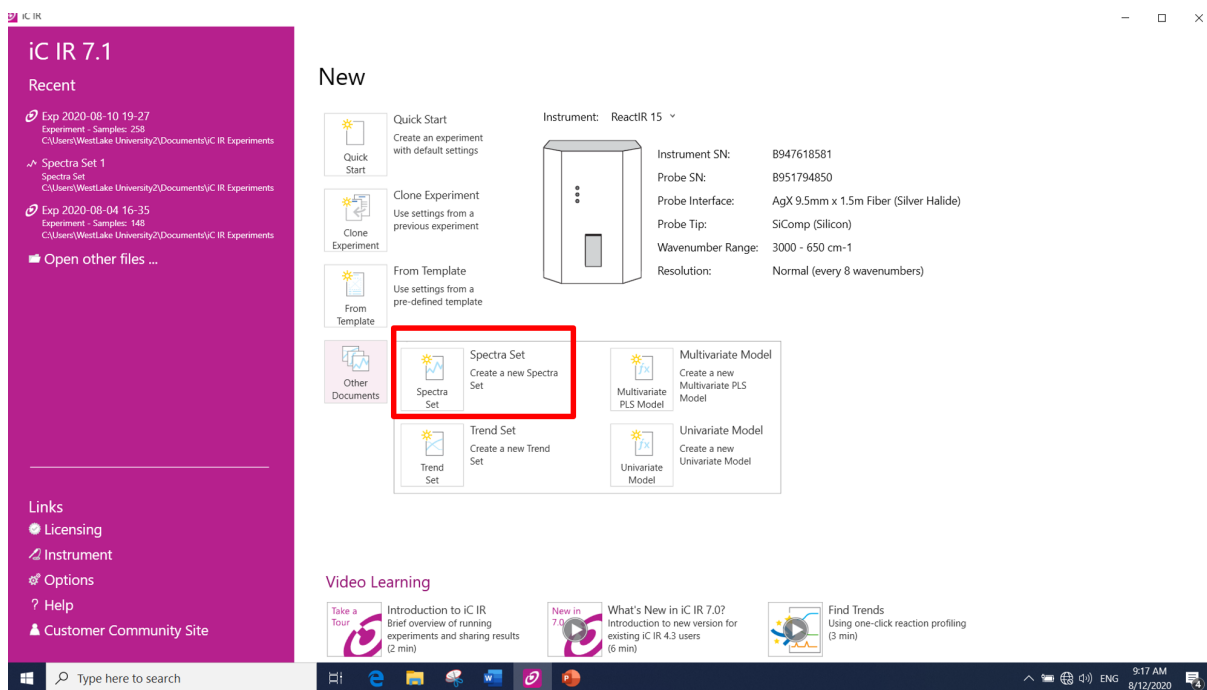 iC IR
iC IR 7.1
Recent
Exp 2020-08-10 19-27
Experiment - Samples: 258
C:\Users\WestLake University2\Documents\iC IR Experiments
Spectra Set 1
Spectra Set
C:\Users\WestLake University2\Documents\iC IR Experiments
Exp 2020-08-04 16-35
Experiment - Samples: 148
C:\Users\WestLake University2\Documents\iC IR Experiments
Open other files ...
Links
Licensing
Instrument
Options
? Help
Customer Community Site
New
Quick
Start
Quick Start
Create an experiment
with default settings
Clone
Experiment
Clone Experiment
Use settings from a
previous experiment
From
Template
From Template
Use settings from a
pre-defined template
Other
Documents
Instrument: ReactIR 15
Instrument SN: B947618581
Probe SN: B951794850
Probe Interface: AgX 9.5mm x 1.5m Fiber (Silver Halide)
Probe Tip: SiComp (Silicon)
Wavenumber Range: 3000 - 650 cm-1
Resolution: Normal (every 8 wavenumbers)
Spectra
Set
Spectra Set
Create a new Spectra
Set
Multivariate
PLS Model
Multivariate Model
Create a new
Multivariate PLS
Model
Trend
Set
Trend Set
Create a new Trend
Set
Univariate
Model
Univariate Model
Create a new
Univariate Model
Video Learning
Take a
Tour
Introduction to iC IR
Brief overview of running
experiments and sharing results
(2 min)
New in
7.0
What's New in iC IR 7.0?
Introduction to new version for
existing iC IR 4.3 users
(6 min)
Find Trends
Using one-click reaction profiling
(3 min)
Type here to search
ENG
9:17 AM
8/12/2020
4